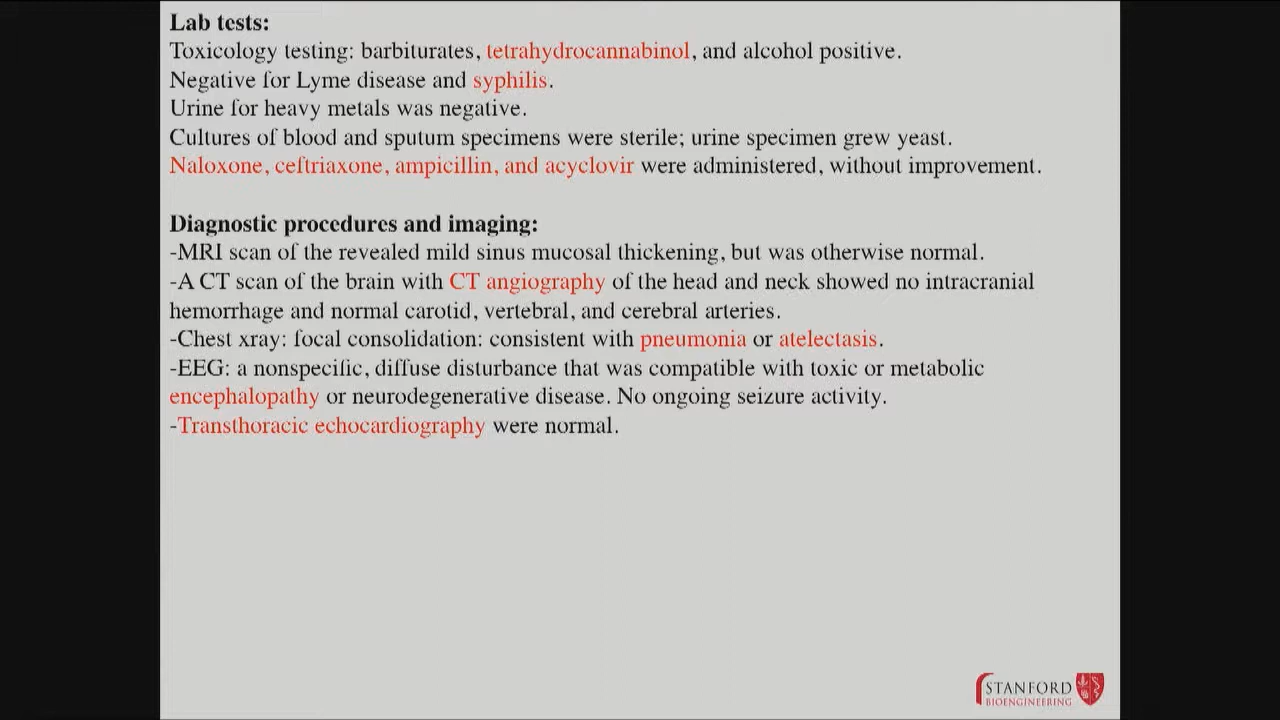 Lab tests:
Toxicology testing: barbiturates, tetrahydrocannabinol, and alcohol positive.
Negative for Lyme disease and syphilis.
Urine for heavy metals was negative.
Cultures of blood and sputum specimens were sterile; urine specimen grew yeast.
Naloxone, ceftriaxone, ampicillin, and acyclovir were administered, without improvement.
Diagnostic procedures and imaging:
-MRI scan of the revealed mild sinus mucosal thickening, but was otherwise normal.
-A CT scan of the brain with CT angiography of the head and neck showed no intracranial
hemorrhage and normal carotid, vertebral, and cerebral arteries.
-Chest xray: focal consolidation: consistent with pneumonia or atelectasis.
-EEG: a nonspecific, diffuse disturbance that was compatible with toxic or metabolic
encephalopathy or neurodegenerative disease. No ongoing seizure activity.
-Transthoracic echocardiography were normal.
STANFORD
BIOENGINEERING